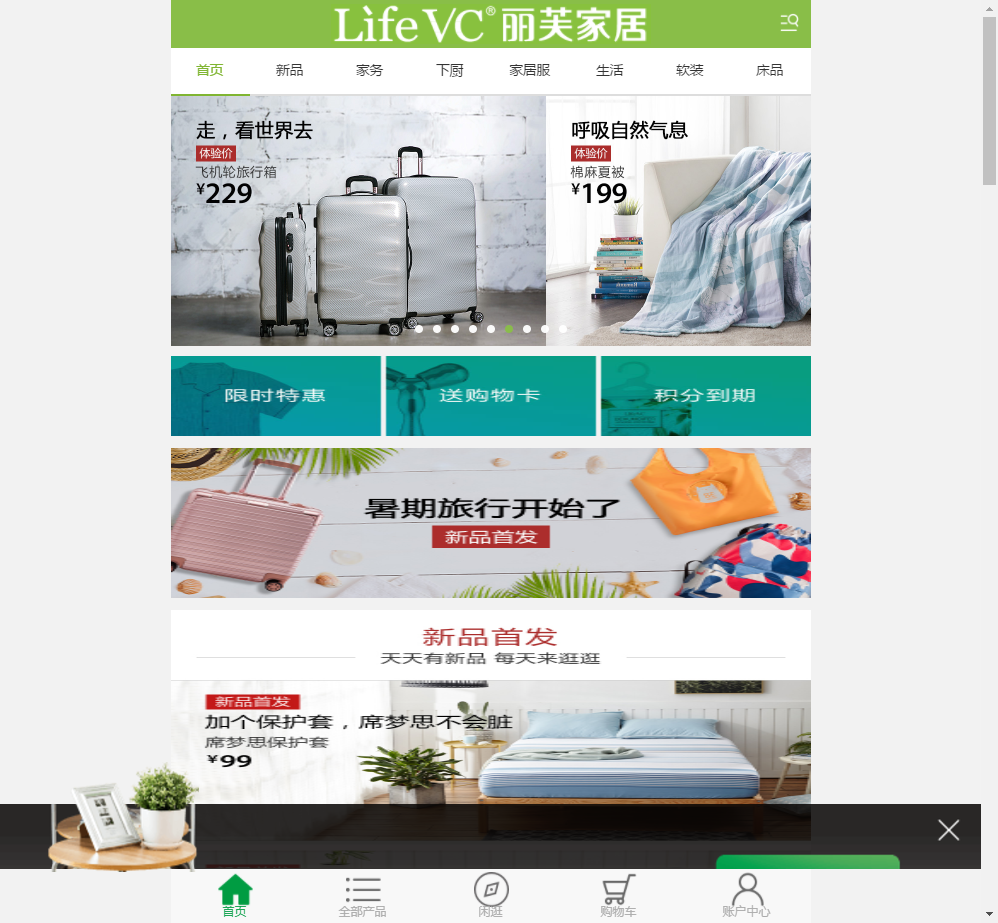 LifeVC® 丽芙家居
首页 新品 家务 下厨 家居服 生活 软装 床品
走，看世界去
体验价
飞机轮旅行箱
¥229
呼吸自然气息
体验价
棉麻夏被
¥199
限时特惠 送购物卡 积分到期
暑期旅行开始了
新品首发
新品首发
天天有新品 每天来逛逛
新品首发
加个保护套，席梦思不会脏
席梦思保护套
¥99
首页 全部产品 闲逛 购物车 账户中心